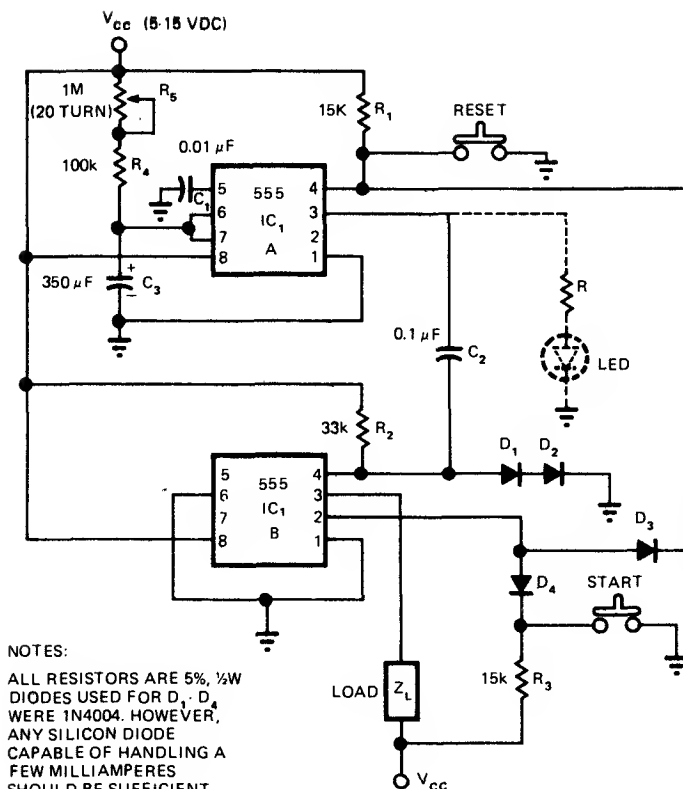 Vcc (5-15 VDC)
1M
(20 TURN)
R5
15K
R1
RESET
0.01 µF
100k
R4
C1
5
6
7
8
555
IC1
A
4
3
2
1
350 µF
+
−
C3
0.1 µF
C2
R
LED
33k
R2
D1
D2
5
6
7
8
555
IC1
B
4
3
2
1
D3
D4
START
15k
R3
LOAD
ZL
Vcc
NOTES:
ALL RESISTORS ARE 5%, ½W
DIODES USED FOR D1- D4
WERE 1N4004. HOWEVER,
ANY SILICON DIODE
CAPABLE OF HANDLING A
FEW MILLIAMPERES
SHOULD BE SUFFICIENT